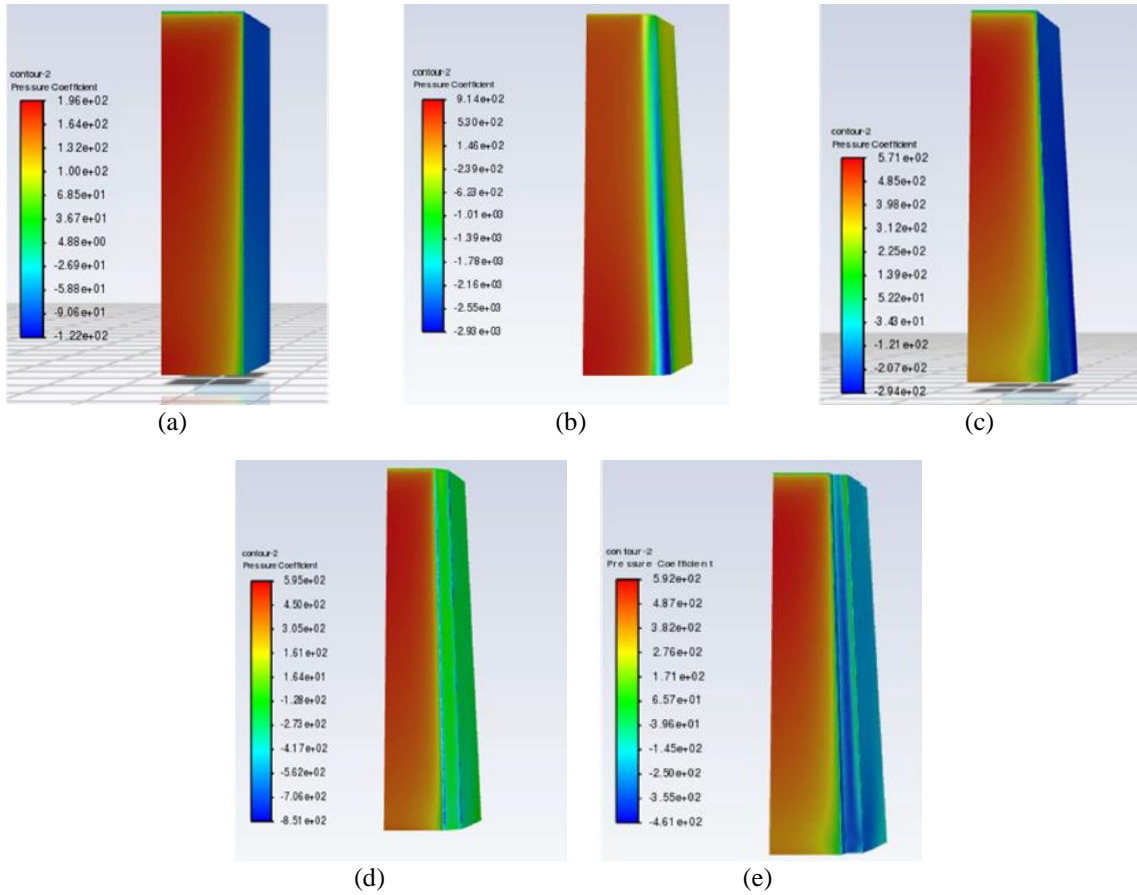 contour-2
Pressure Coefficient
1.96e+02
1.64e+02
1.32e+02
1.00e+02
6.85e+01
3.67e+01
4.88e+00
-2.69e+01
-5.88e+01
-9.06e+01
-1.22e+02
(a)
contour-2
Pressure Coefficient
9.14e+02
5.30e+02
1.46e+02
-2.39e+02
-6.23e+02
-1.01e+03
-1.39e+03
-1.78e+03
-2.16e+03
-2.55e+03
-2.93e+03
(b)
contour-2
Pressure Coefficient
5.71e+02
4.85e+02
3.98e+02
3.12e+02
2.25e+02
1.39e+02
5.22e+01
-3.43e+01
-1.21e+02
-2.07e+02
-2.94e+02
(c)
contour-2
Pressure Coefficient
5.95e+02
4.50e+02
3.05e+02
1.61e+02
1.64e+01
-1.28e+02
-2.73e+02
-4.17e+02
-5.62e+02
-7.06e+02
-8.51e+02
(d)
contour-2
Pressure Coefficient
5.92e+02
4.87e+02
3.82e+02
2.76e+02
1.71e+02
6.57e+01
-3.96e+01
-1.45e+02
-2.50e+02
-3.55e+02
-4.61e+02
(e)